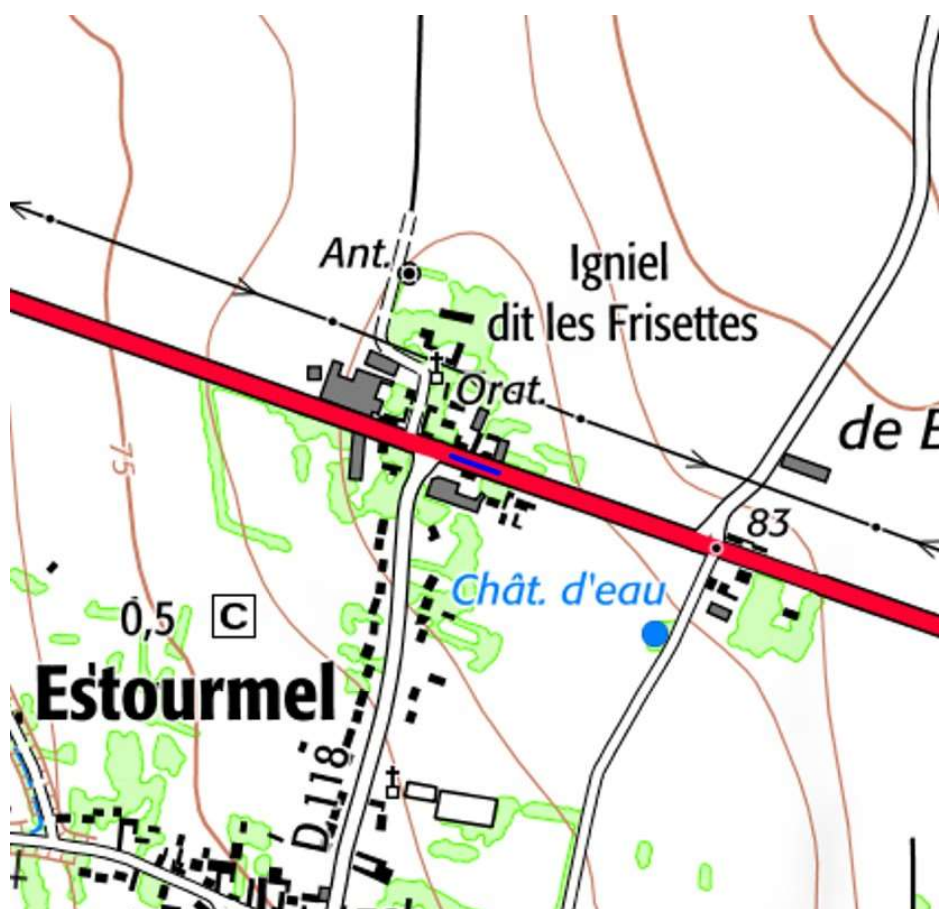 Ant.
Igniel
dit les Frisettes
Orat.
de E
75
83
Chât. d'eau
0,5
C
Estourmel
D.118